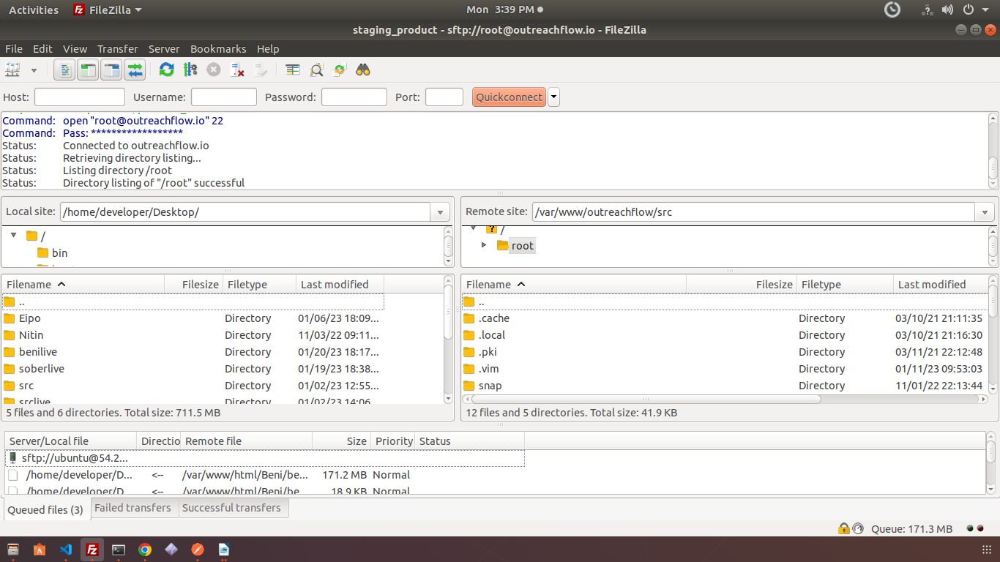 Activities FileZilla Mon 3:39 PM
staging_product - sftp://root@outreachflow.io - FileZilla
File Edit View Transfer Server Bookmarks Help
Host: Username: Password: Port: Quickconnect
Command: open "root@outreachflow.io" 22
Command: Pass: ******************
Status: Connected to outreachflow.io
Status: Retrieving directory listing...
Status: Listing directory /root
Status: Directory listing of "/root" successful
Local site: /home/developer/Desktop/
/
bin
Remote site: /var/www/outreachflow/src
/
root
Filename Filesize Filetype Last modified
..
Eipo Directory 01/06/23 18:09...
Nitin Directory 11/03/22 09:11...
benilive Directory 01/20/23 18:17...
soberlive Directory 01/19/23 18:38...
src Directory 01/02/23 12:55...
srclive Directory 01/02/23 14:06
5 files and 6 directories. Total size: 711.5 MB
Filename Filesize Filetype Last modified
..
.cache Directory 03/10/21 21:11:35
.local Directory 03/10/21 21:16:30
.pki Directory 03/11/21 22:12:48
.vim Directory 01/11/23 09:53:03
snap Directory 11/01/22 22:13:44
12 files and 5 directories. Total size: 41.9 KB
Server/Local file Directio Remote file Size Priority Status
sftp://ubuntu@54.2...
/home/developer/D... <-- /var/www/html/Beni/be... 171.2 MB Normal
/home/developer/D <-- /var/www/html/Beni/be 18.9 KB Normal
Queued files (3) Failed transfers Successful transfers
Queue: 171.3 MB